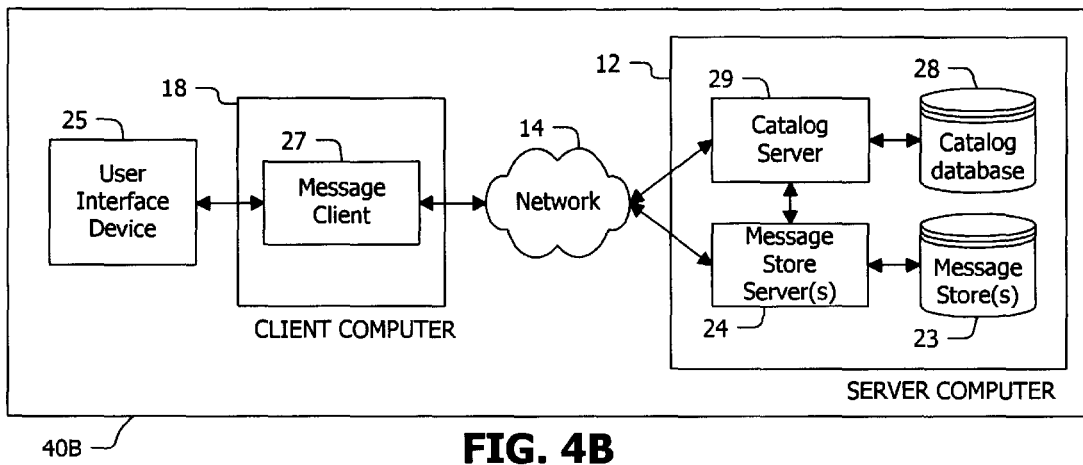 12
29
28
18
25
27
14
Catalog
Server
Catalog
database
User
Interface
Device
Message
Client
Network
Message
Store
Server(s)
Message
Store(s)
24
23
CLIENT COMPUTER
SERVER COMPUTER
40B
FIG. 4B